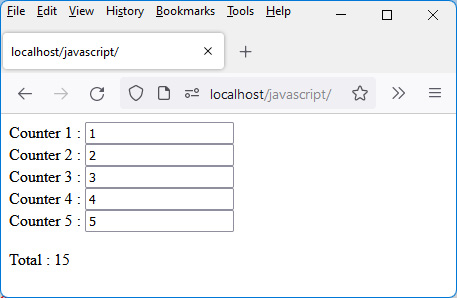 File Edit View History Bookmarks Tools Help
localhost/javascript/
localhost/javascript/
Counter 1 : 1
Counter 2 : 2
Counter 3 : 3
Counter 4 : 4
Counter 5 : 5
Total : 15